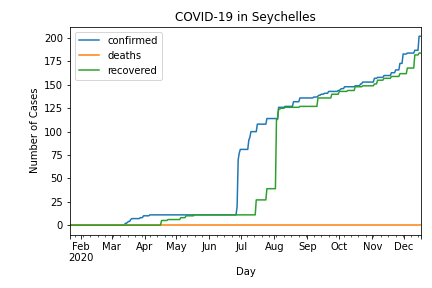 COVID-19 in Seychelles
confirmed
deaths
recovered
Number of Cases
200
175
150
125
100
75
50
25
0
Feb Mar Apr May Jun Jul Aug Sep Oct Nov Dec
2020
Day